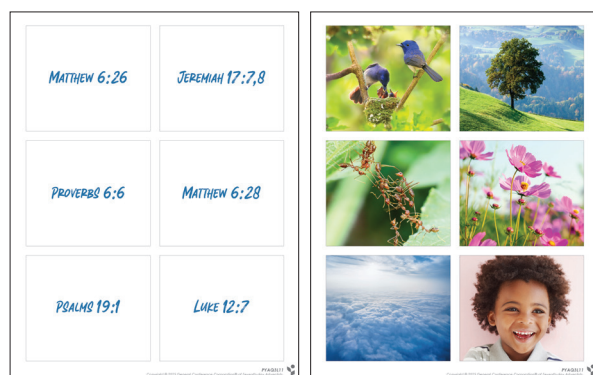 Matthew 6:26
Jeremiah 17:7,8
Proverbs 6:6
Matthew 6:28
Psalms 19:1
Luke 12:7